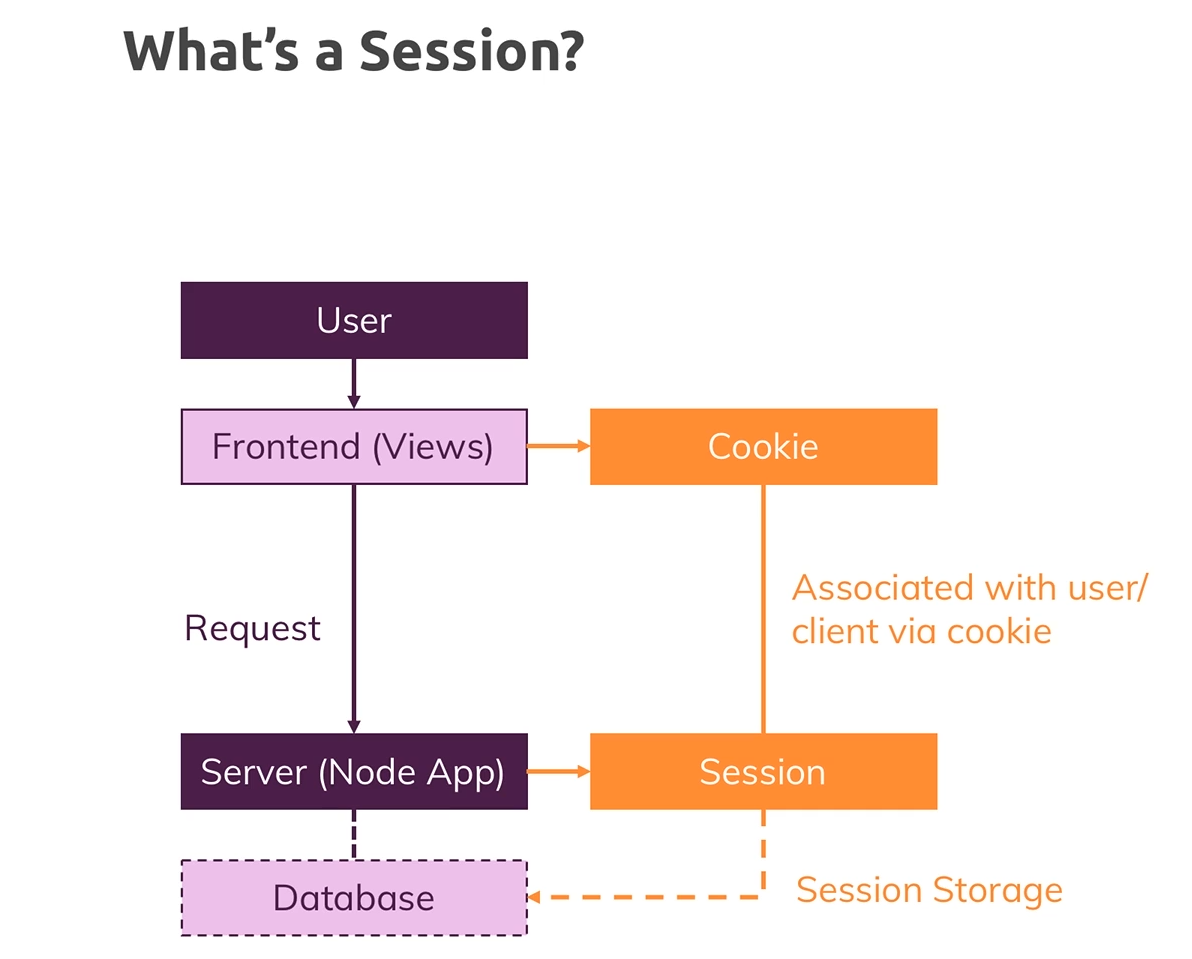 What’s a Session?
User
Frontend (Views)
Cookie
Associated with user/
client via cookie
Request
Server (Node App)
Session
Database
Session Storage